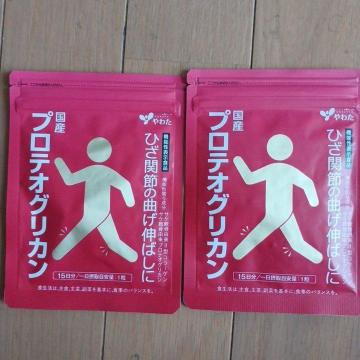 やわた
機能性表示食品
ひざ関節の曲げ伸ばしに
国産
プロテオグリカン
15日分/一日摂取目安量:1粒
食生活は、主食、主菜、副菜を基本に、食事のバランスを。
やわた
機能性表示食品
ひざ関節の曲げ伸ばしに
国産
プロテオグリカン
15日分/一日摂取目安量:1粒
食生活は、主食、主菜、副菜を基本に、食事のバランスを。